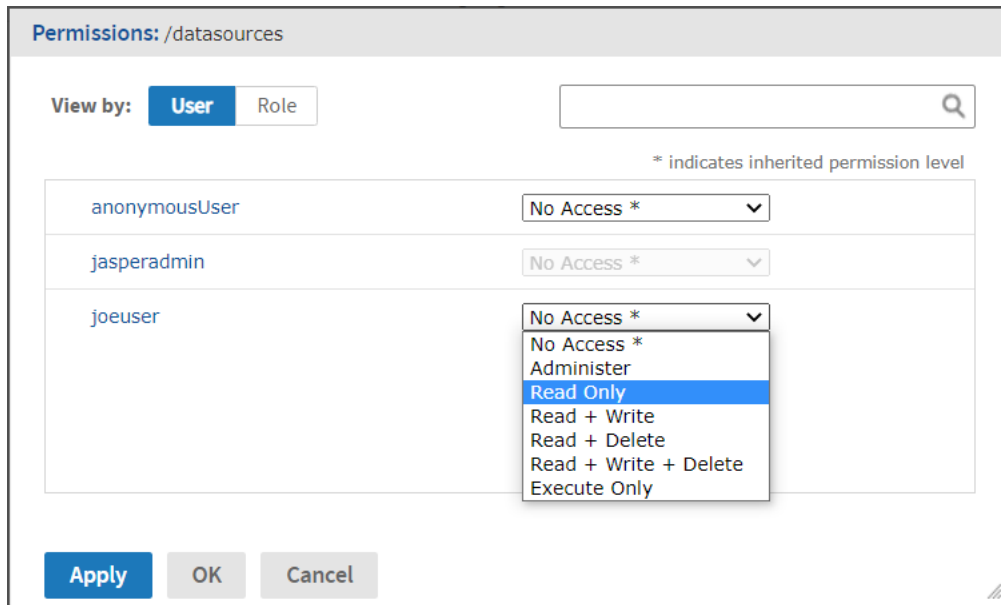 Permissions: /datasources
View by: User Role
* indicates inherited permission level
anonymousUser No Access *
jasperadmin No Access *
joeuser No Access *
No Access *
Administer
Read Only
Read + Write
Read + Delete
Read + Write + Delete
Execute Only
Apply OK Cancel